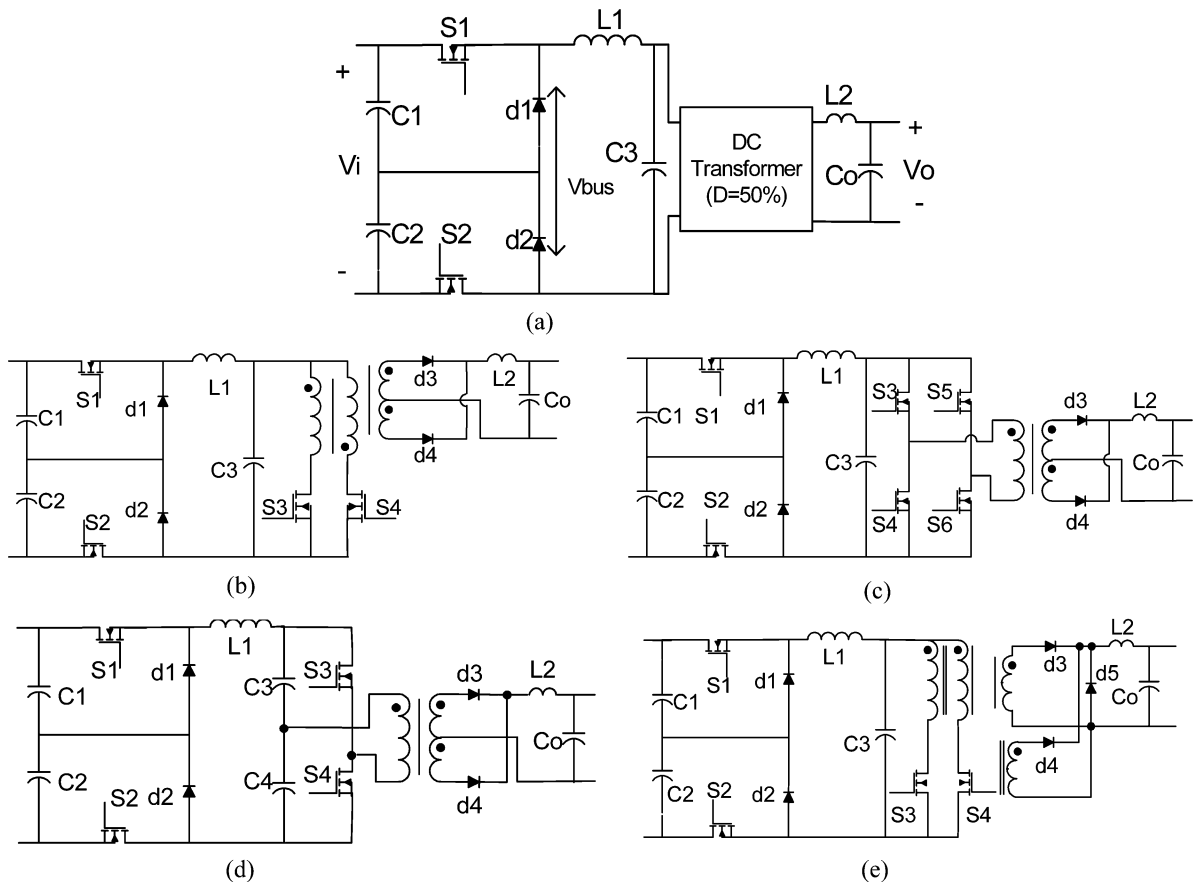 S1
L1
+
C1
d1
Vi
Vbus
C3
DC
Transformer
(D=50%)
L2
+
Co
Vo
-
C2
S2
d2
-
(a)
S1
L1
C1
d1
C2
S2
d2
C3
S3
S4
d3
L2
Co
d4
(b)
S1
L1
C1
d1
C2
S2
d2
C3
S3
S5
S4
S6
d3
L2
Co
d4
(c)
S1
L1
C1
d1
C2
S2
d2
C3
S3
C4
S4
d3
L2
Co
d4
(d)
S1
L1
C1
d1
C2
S2
d2
C3
S3
S4
d3
L2
d5
Co
d4
(e)